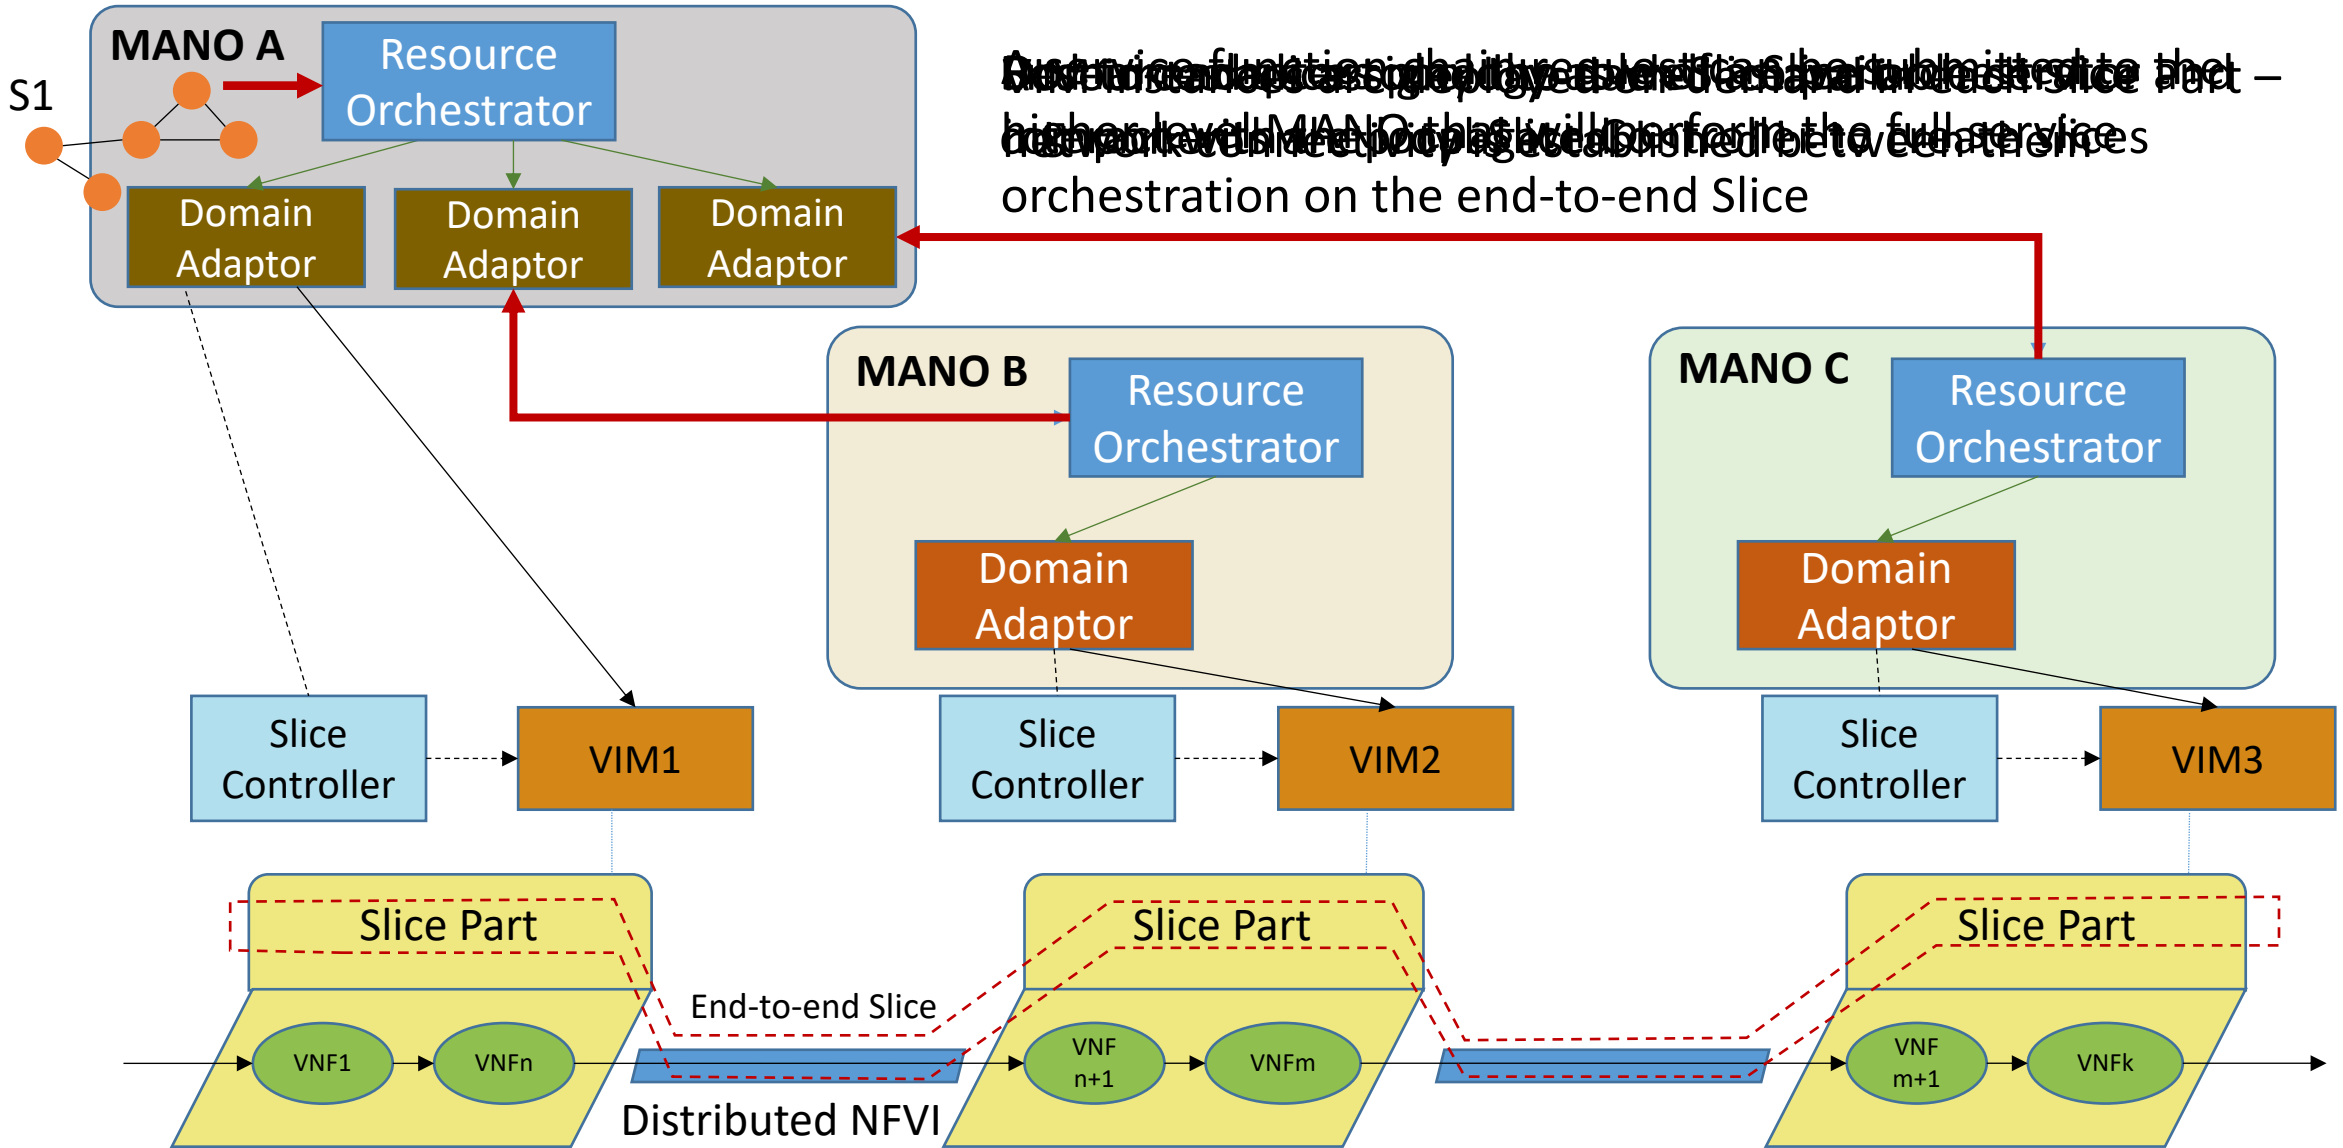 MANO A
Resource
Orchestrator
S1
Domain
Adaptor
Domain
Adaptor
Domain
Adaptor
orchestration on the end-to-end Slice
MANO B
Resource
Orchestrator
Domain
Adaptor
MANO C
Resource
Orchestrator
Domain
Adaptor
Slice
Controller
VIM1
Slice
Controller
VIM2
Slice
Controller
VIM3
Slice Part
Slice Part
Slice Part
End-to-end Slice
VNF1
VNFn
VNF
n+1
VNFm
VNF
m+1
VNFk
Distributed NFVI